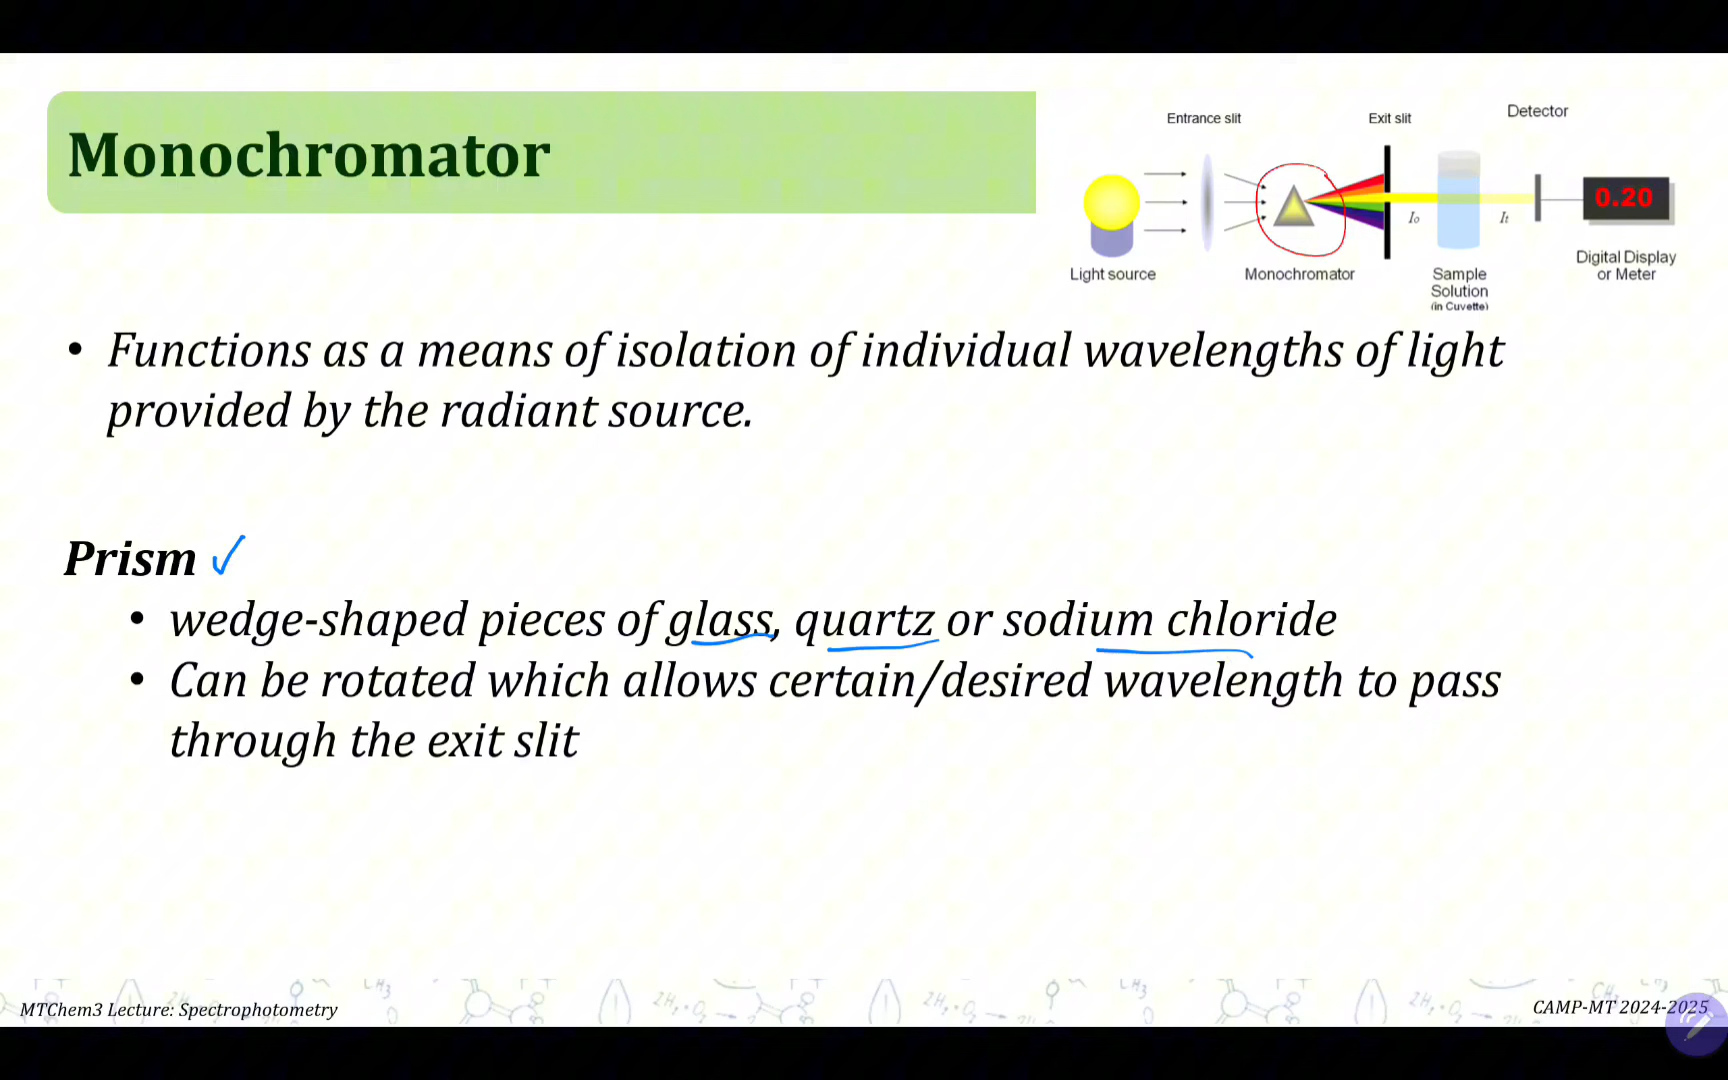 Monochromator
Entrance slit
Exit slit
Detector
0.20
Io
It
Light source
Monochromator
Sample
Solution
(in Cuvette)
Digital Display
or Meter
• Functions as a means of isolation of individual wavelengths of light
provided by the radiant source.
Prism ✓
• wedge-shaped pieces of glass, quartz or sodium chloride
• Can be rotated which allows certain/desired wavelength to pass
through the exit slit
MTChem3 Lecture: Spectrophotometry
CAMP-MT 2024-2025